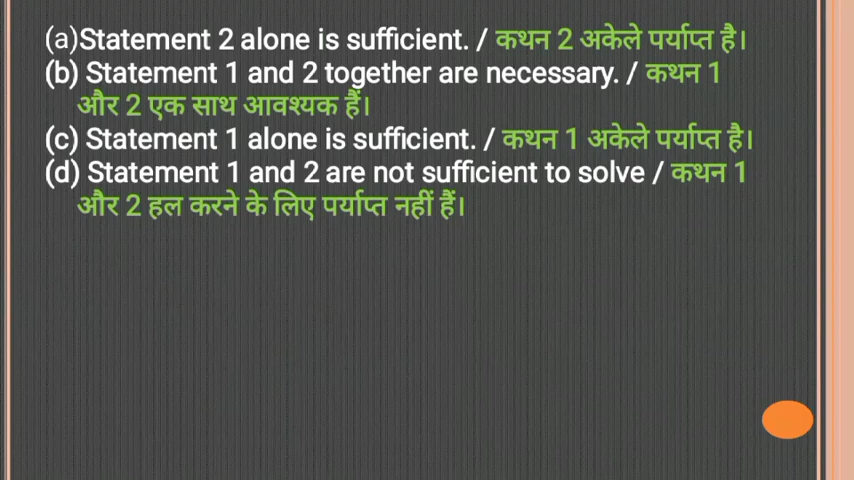 (a)Statement 2 alone is sufficient. / कथन 2 अकेले पर्याप्त है।
(b) Statement 1 and 2 together are necessary. / कथन 1
और 2 एक साथ आवश्यक हैं।
(c) Statement 1 alone is sufficient. / कथन 1 अकेले पर्याप्त है।
(d) Statement 1 and 2 are not sufficient to solve / कथन 1
और 2 हल करने के लिए पर्याप्त नहीं हैं।